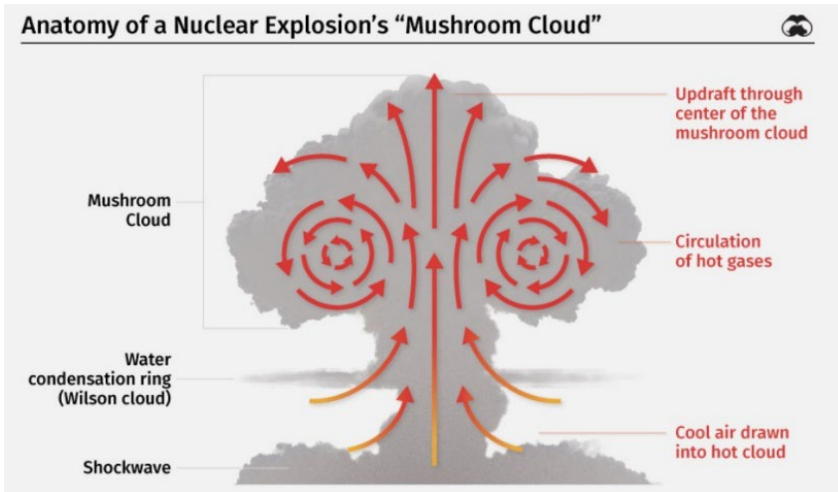 Anatomy of a Nuclear Explosion's “Mushroom Cloud”
Updraft through
center of the
mushroom cloud
Mushroom
Cloud
Circulation
of hot gases
Water
condensation ring
(Wilson cloud)
Cool air drawn
into hot cloud
Shockwave